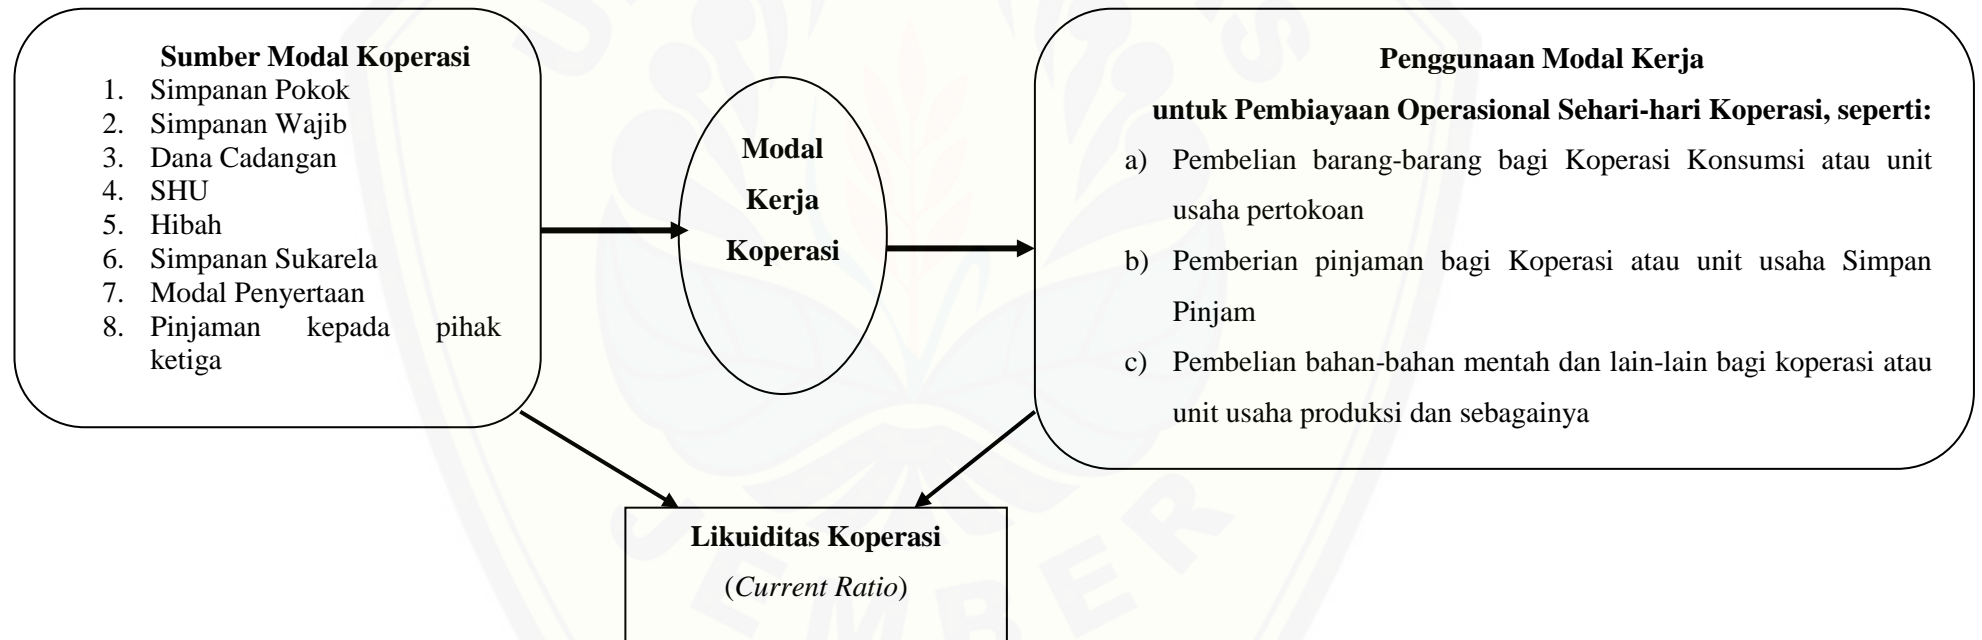 Sumber Modal Koperasi
1. Simpanan Pokok
2. Simpanan Wajib
3. Dana Cadangan
4. SHU
5. Hibah
6. Simpanan Sukarela
7. Modal Penyertaan
8. Pinjaman kepada pihak
ketiga
Modal
Kerja
Koperasi
Penggunaan Modal Kerja
untuk Pembiayaan Operasional Sehari-hari Koperasi, seperti:
a) Pembelian barang-barang bagi Koperasi Konsumsi atau unit
usaha pertokoan
b) Pemberian pinjaman bagi Koperasi atau unit usaha Simpan
Pinjam
c) Pembelian bahan-bahan mentah dan lain-lain bagi koperasi atau
unit usaha produksi dan sebagainya
Likuiditas Koperasi
(Current Ratio)
JEMBER